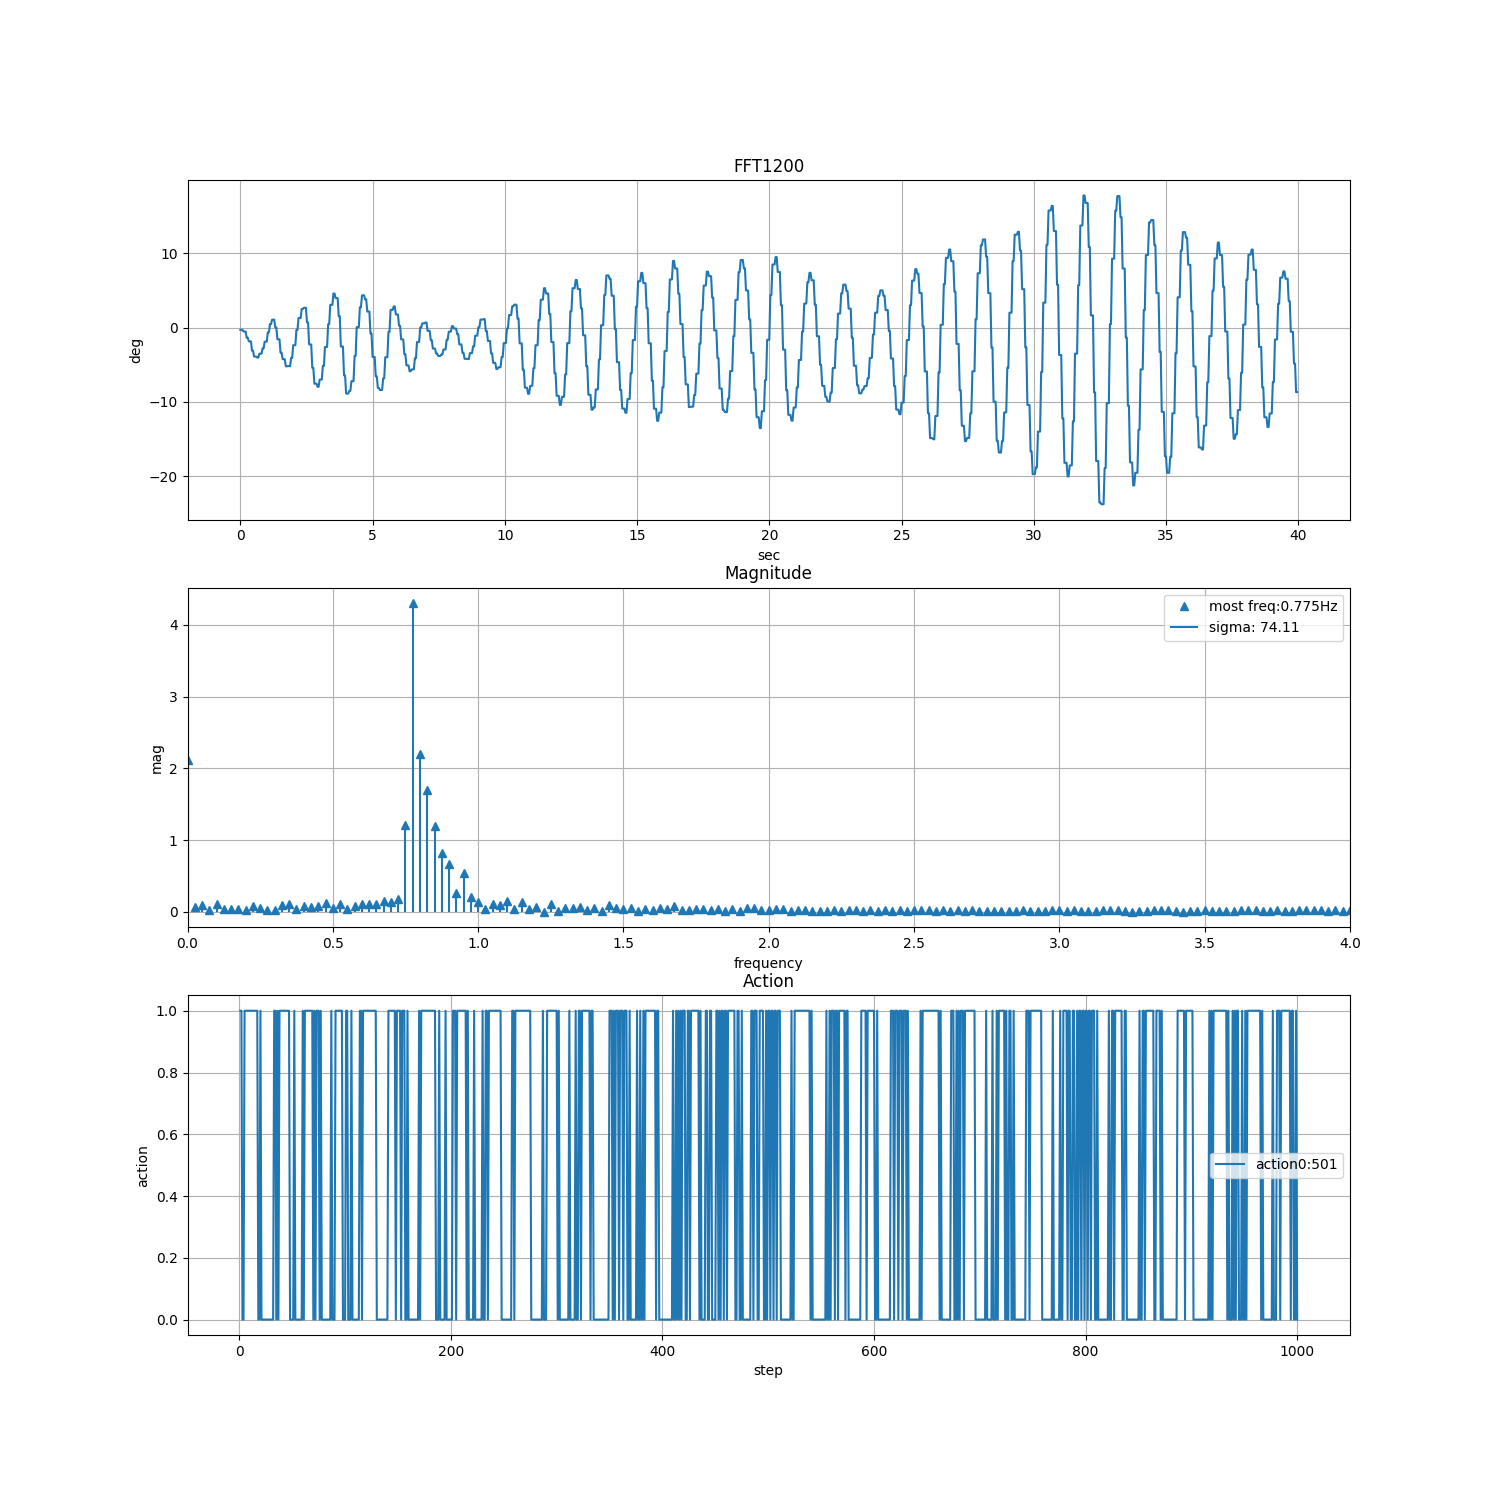 FFT1200
10
0
−10
−20
deg
0 5 10 15 20 25 30 35 40
sec
Magnitude
most freq:0.775Hz
sigma: 74.11
4
3
2
1
0
mag
0.0 0.5 1.0 1.5 2.0 2.5 3.0 3.5 4.0
frequency
Action
1.0
0.8
0.6
0.4
0.2
0.0
action
action0:501
0 200 400 600 800 1000
step